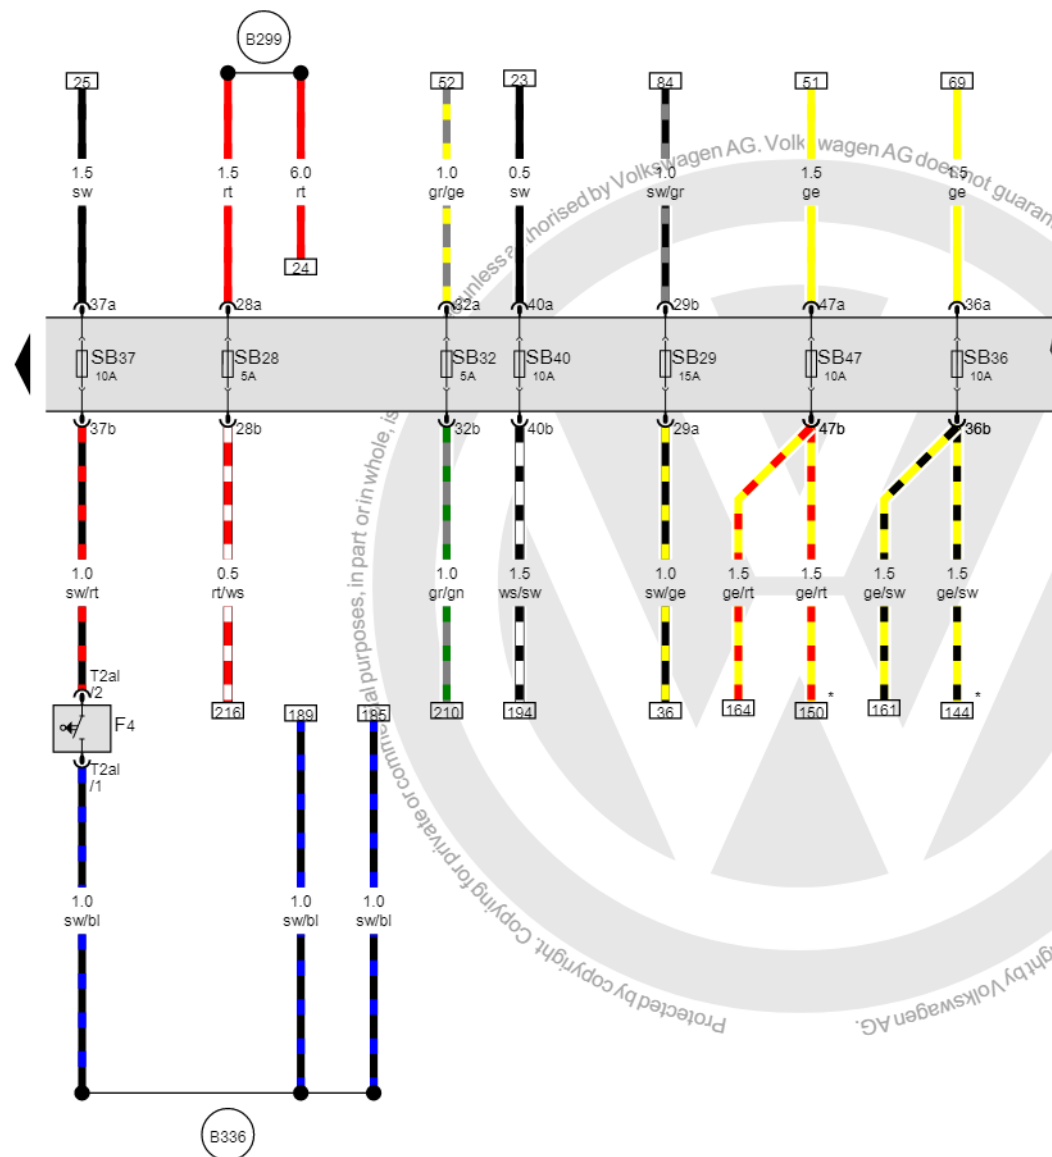 B299
25
52
23
84
51
69
1.5
sw
1.5
rt
6.0
rt
1.0
gr/ge
0.5
sw
1.0
sw/gr
1.5
ge
1.5
ge
24
37a
28a
32a
40a
29b
47a
36a
SB37
10A
SB28
5A
SB32
5A
SB40
10A
SB29
15A
SB47
10A
SB36
10A
37b
28b
32b
40b
29a
47b
36b
1.0
sw/rt
0.5
rt/ws
1.0
gr/gn
1.5
ws/sw
1.0
sw/ge
1.5
ge/rt
1.5
ge/rt
1.5
ge/sw
1.5
ge/sw
T2al
/2
216
189
185
210
194
36
164
150
*
161
144
*
F4
T2al
/1
1.0
sw/bl
1.0
sw/bl
1.0
sw/bl
B336
Protected by copyright. Copying for private or commercial purposes, in part or in whole, is
unless authorised by Volkswagen AG. Volkswagen AG does not guaran
ght by Volkswagen AG.